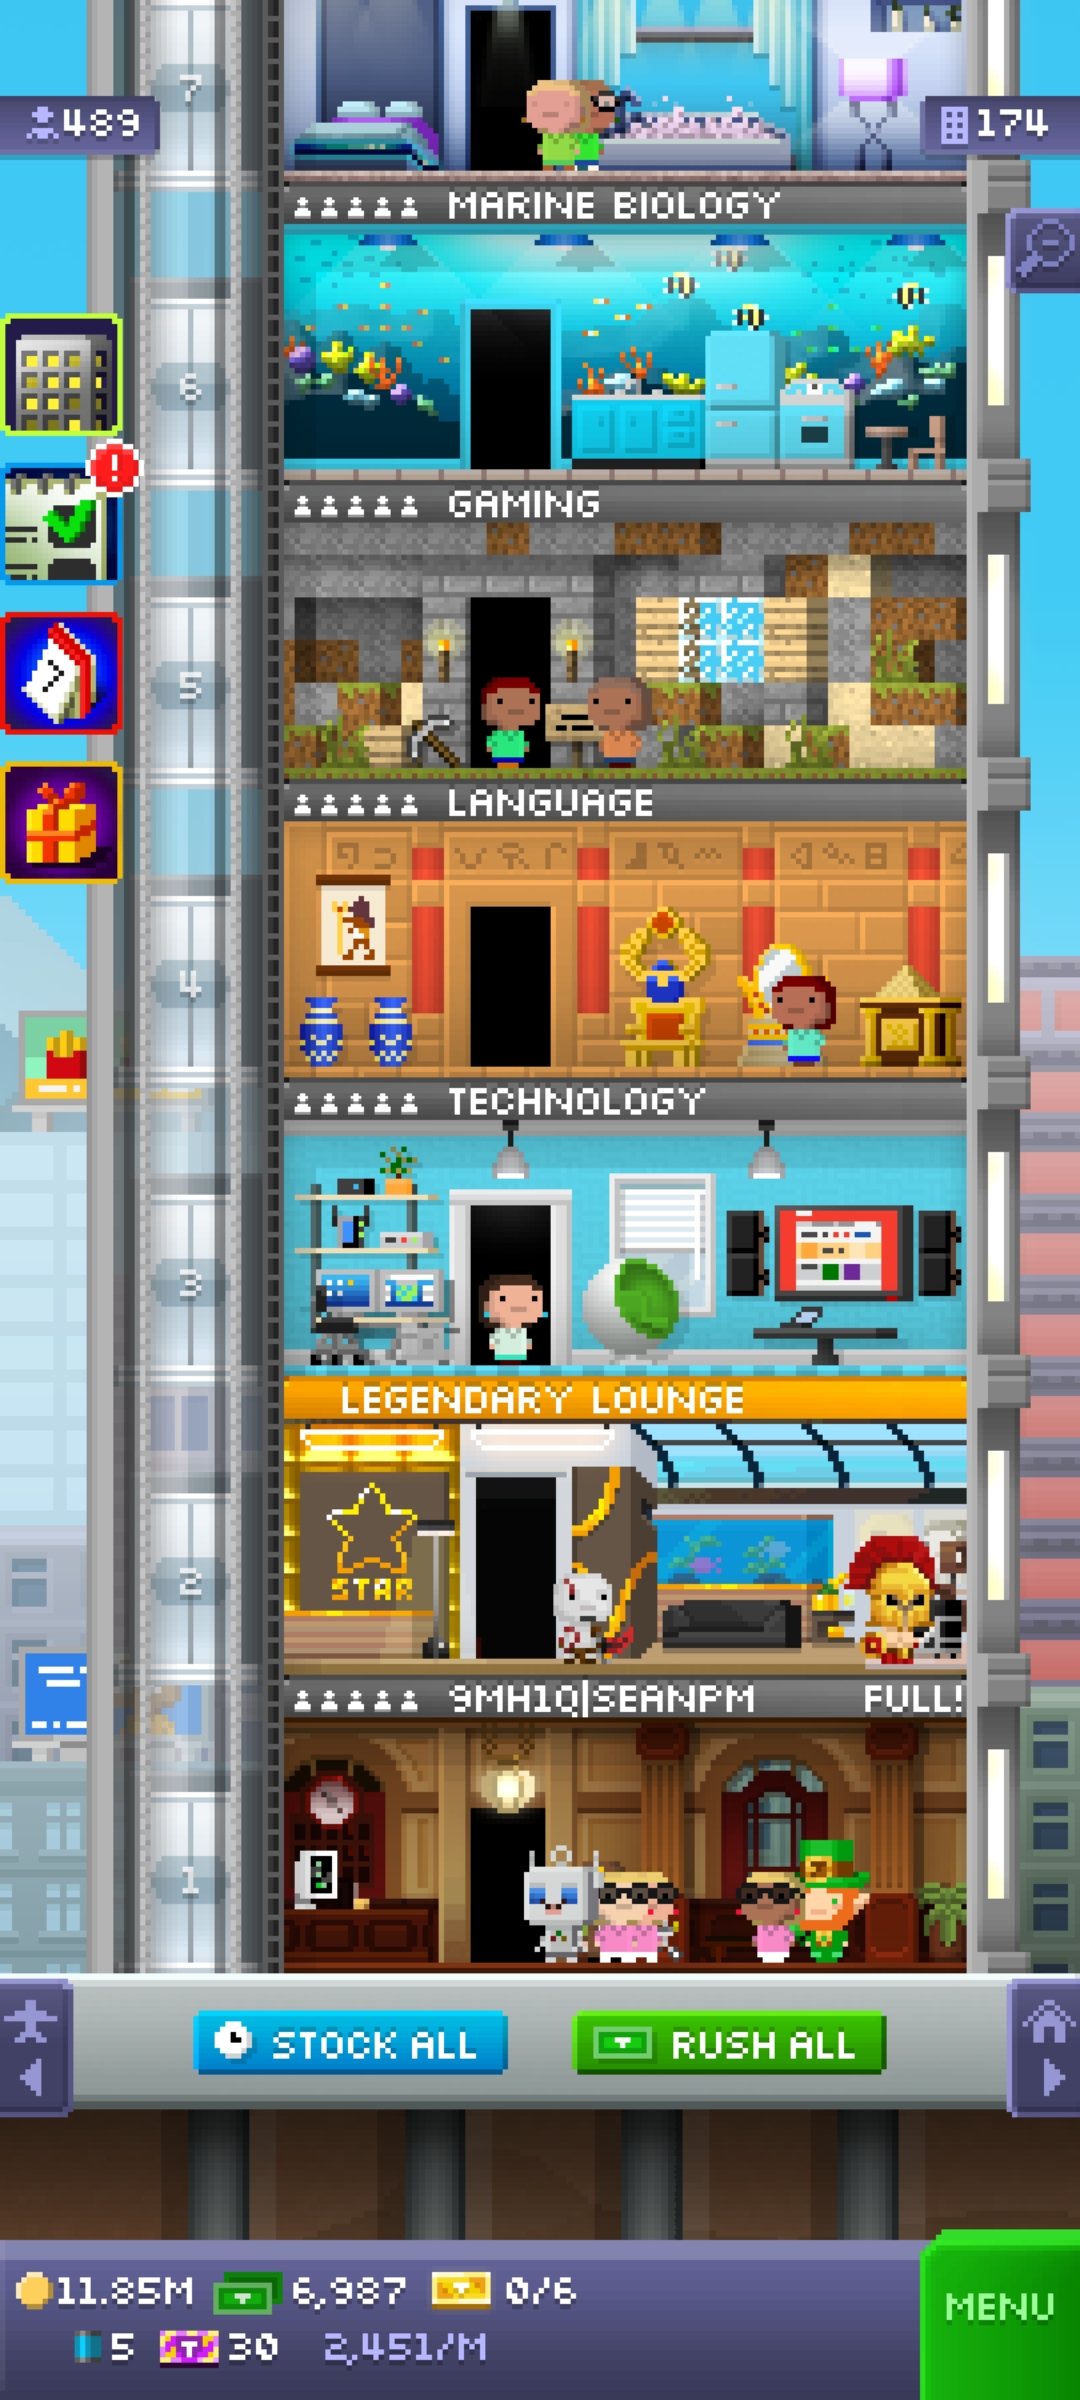 7
489
174
MARINE BIOLOGY
6
GAMING
5
LANGUAGE
4
TECHNOLOGY
3
LEGENDARY LOUNGE
2
STAR
9MH1Q|SEANPM FULL!
1
STOCK ALL
RUSH ALL
11.85M 6,987 0/6
MENU
5 30 2,451/M